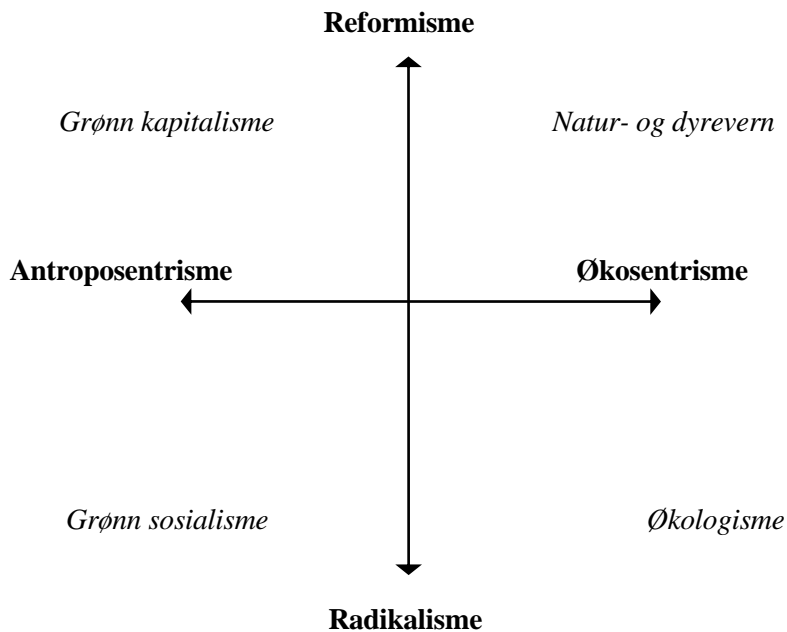 Reformisme
Grønn kapitalisme
Natur- og dyrevern
Antroposentrisme
Økosentrisme
Grønn sosialisme
Økologisme
Radikalisme